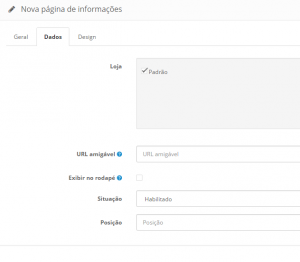 Nova página de informações
Geral Dados Design
Loja
Padrão
URL amigável URL amigável
Exibir no rodapé
Situação Habilitado
Posição Posição